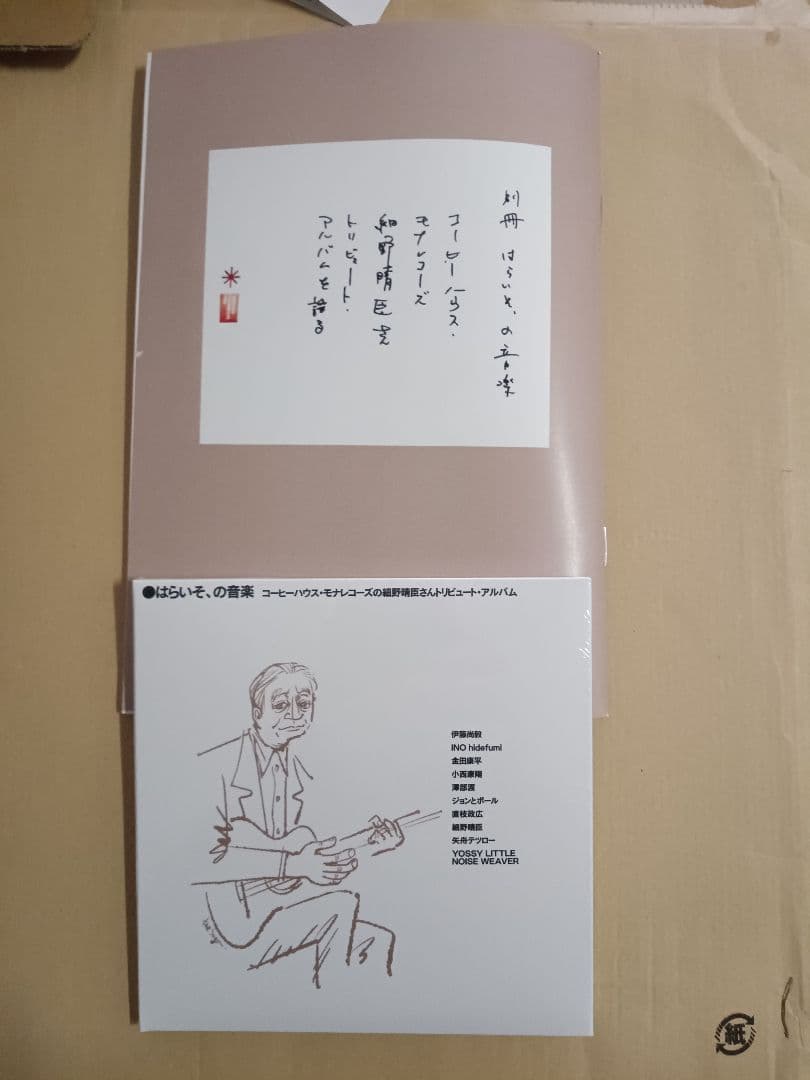 別冊 はらいそ、の音楽
コーヒーハウス・
モナレコーズ
細野晴臣さん
トリビュート・
アルバムを語る
●はらいそ、の音楽 コーヒーハウス・モナレコーズの細野晴臣さんトリビュート・アルバム
伊藤尚毅
INO hidefumi
金田康平
小西康陽
澤部渡
ジョンとポール
直枝政広
細野晴臣
矢舟テツロー
YOSSY LITTLE
NOISE WEAVER
紙